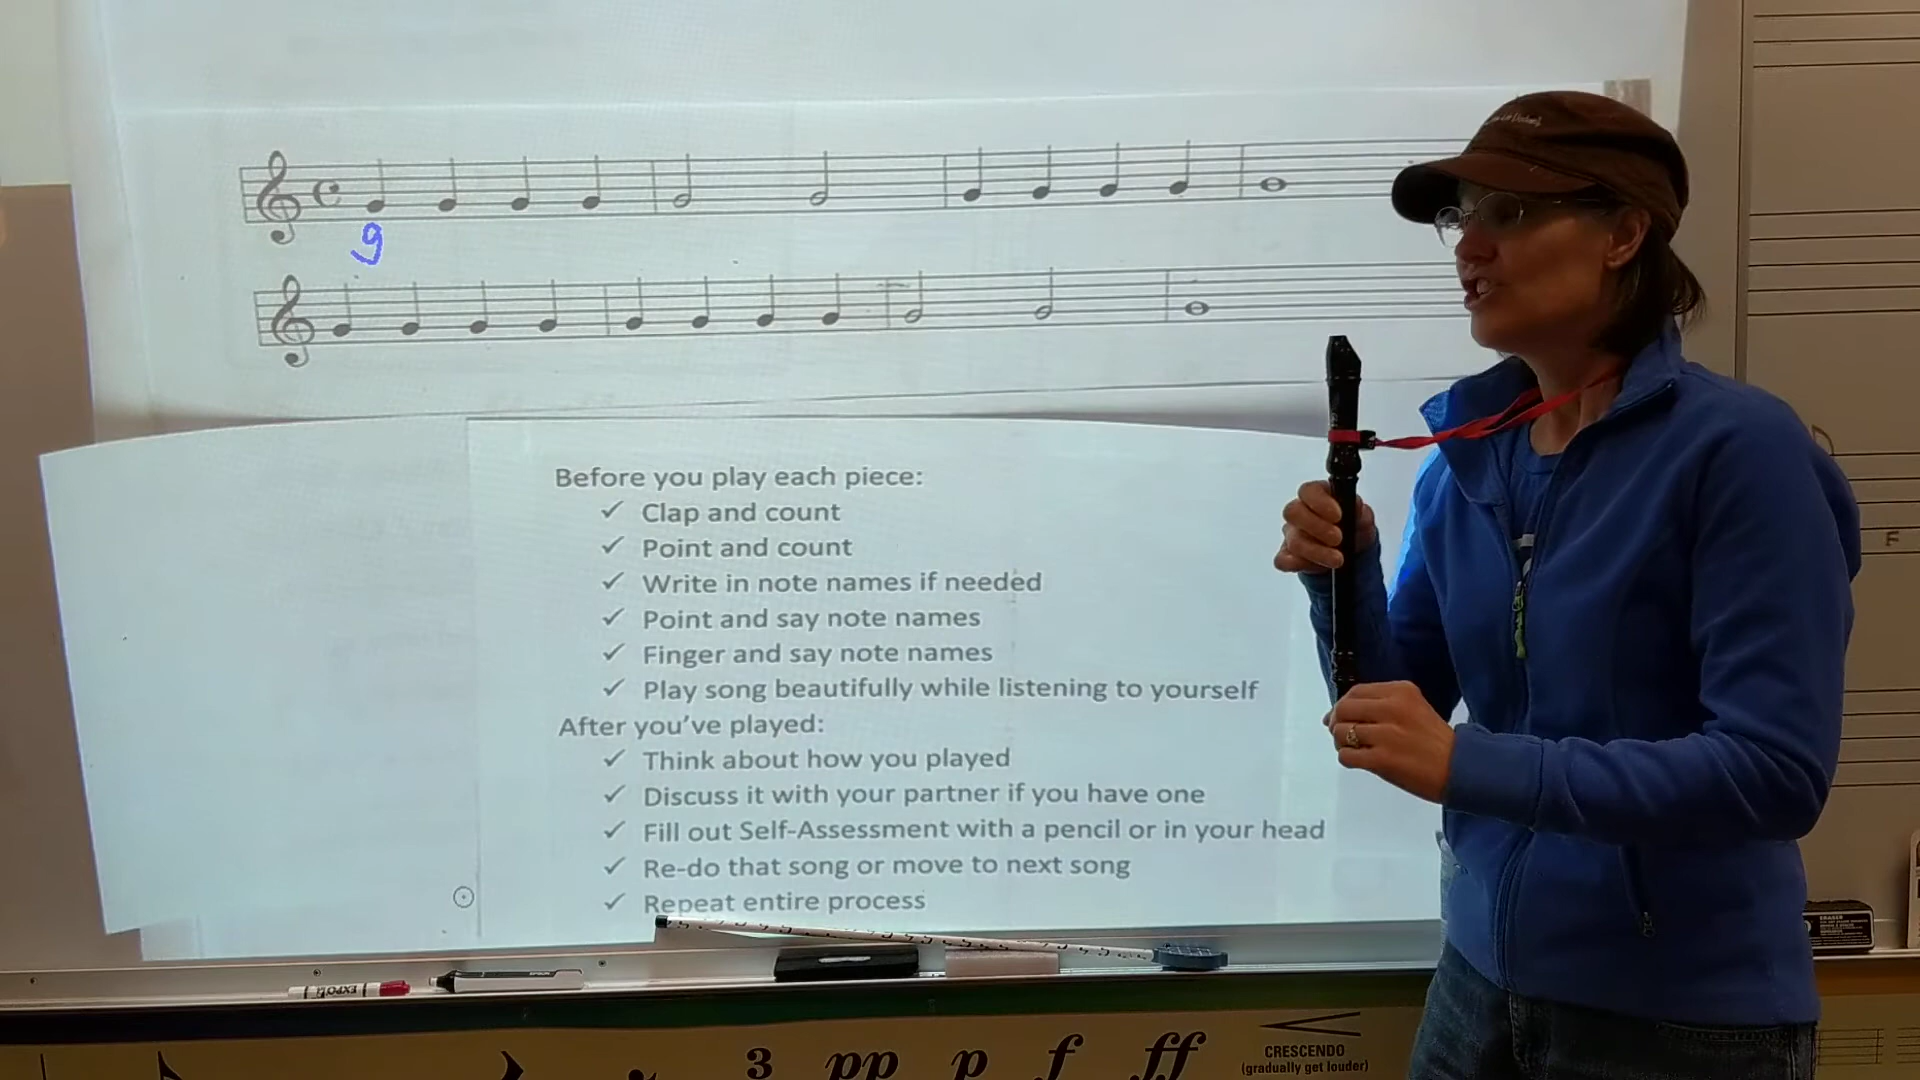 g
Before you play each piece:
✓ Clap and count
✓ Point and count
✓ Write in note names if needed
✓ Point and say note names
✓ Finger and say note names
✓ Play song beautifully while listening to yourself
After you've played:
✓ Think about how you played
✓ Discuss it with your partner if you have one
✓ Fill out Self-Assessment with a pencil or in your head
✓ Re-do that song or move to next song
✓ Repeat entire process
F
EXPO
ERASER
3 pp p f ff
CRESCENDO
(gradually get louder)